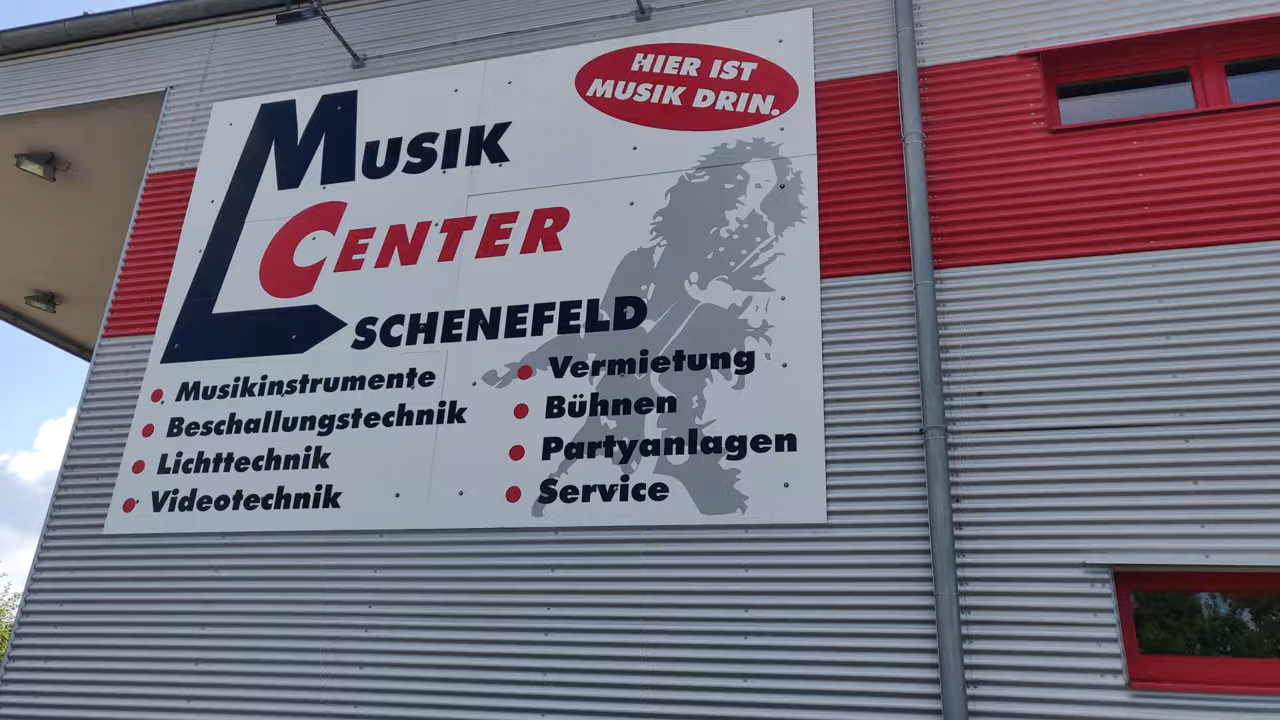 HIER IST
MUSIK DRIN.
MUSIK
CENTER
SCHENEFELD
Musikinstrumente
Beschallungstechnik
Lichttechnik
Videotechnik
Vermietung
Bühnen
Partyanlagen
Service